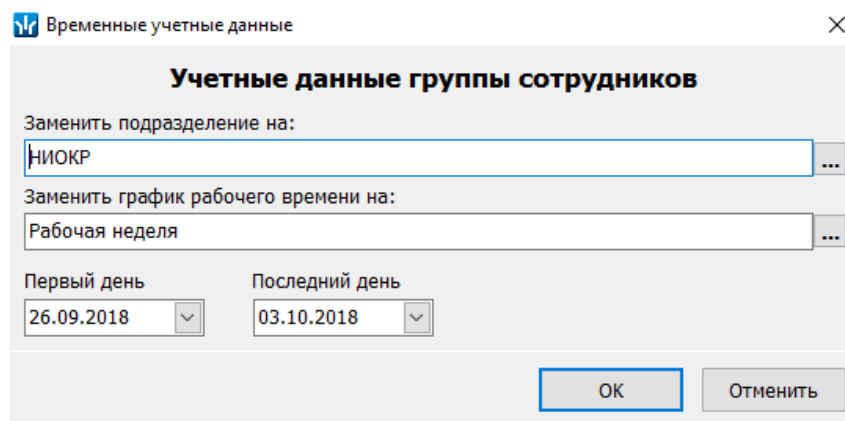 Временные учетные данные
Учетные данные группы сотрудников
Заменить подразделение на:
НИОКР
...
Заменить график рабочего времени на:
Рабочая неделя
...
Первый день Последний день
26.09.2018 03.10.2018
ОК Отменить